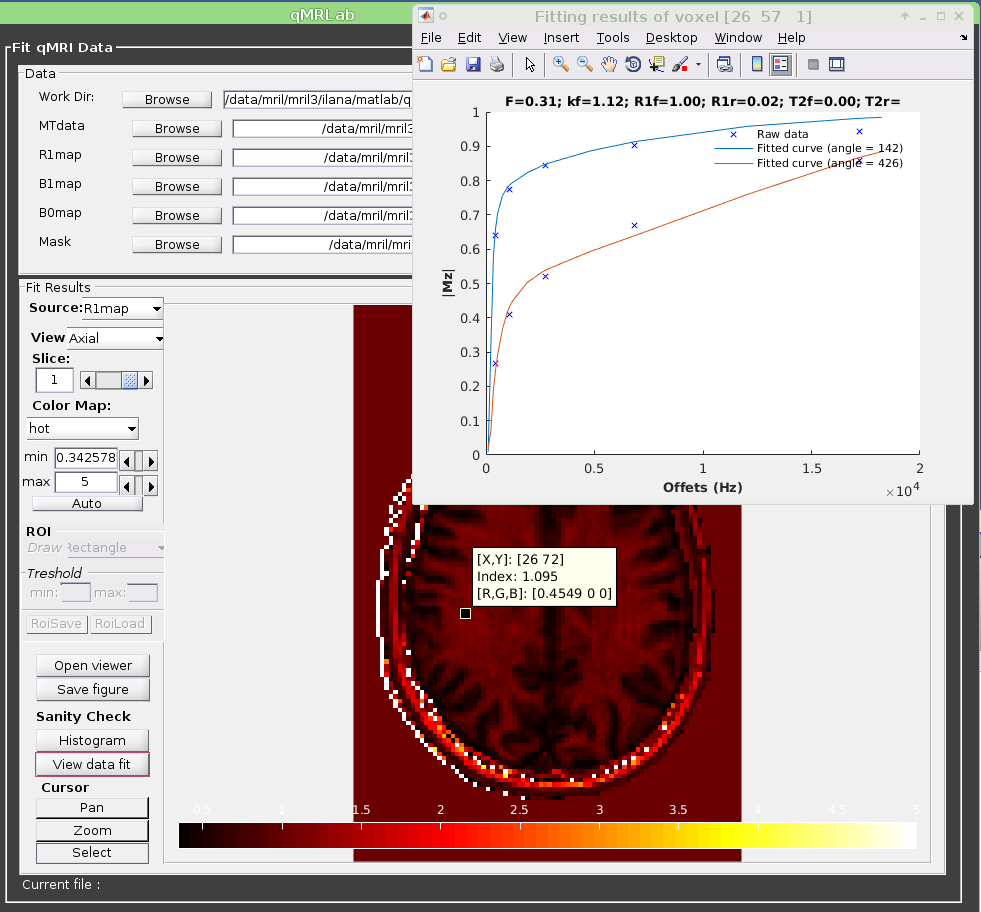 qMRLab
Fit qMRI Data
Data
Work Dir: Browse /data/mril/mril3/ilana/matlab/q
MTdata Browse /data/mril/mril3
R1map Browse /data/mril/mril3
B1map Browse /data/mril/mril3
B0map Browse /data/mril/mril3
Mask Browse /data/mril/mri
Fit Results
Source: R1map
View Axial
Slice:
1
Color Map:
hot
min 0.342578
max 5
Auto
ROI
Draw Rectangle
Treshold
min: max:
RoiSave RoiLoad
Open viewer
Save figure
Sanity Check
Histogram
View data fit
Cursor
Pan
Zoom
Select
Current file :
Fitting results of voxel [26 57 1]
File Edit View Insert Tools Desktop Window Help
F=0.31; kf=1.12; R1f=1.00; R1r=0.02; T2f=0.00; T2r=
Raw data
Fitted curve (angle = 142)
Fitted curve (angle = 426)
1
0.9
0.8
0.7
0.6
0.5
0.4
0.3
0.2
0.1
0
|Mz|
0 0.5 1 1.5 2
Offets (Hz)
×10^4
[X,Y]: [26 72]
Index: 1.095
[R,G,B]: [0.4549 0 0]
0.5 1 1.5 2 2.5 3 3.5 4 4.5 5